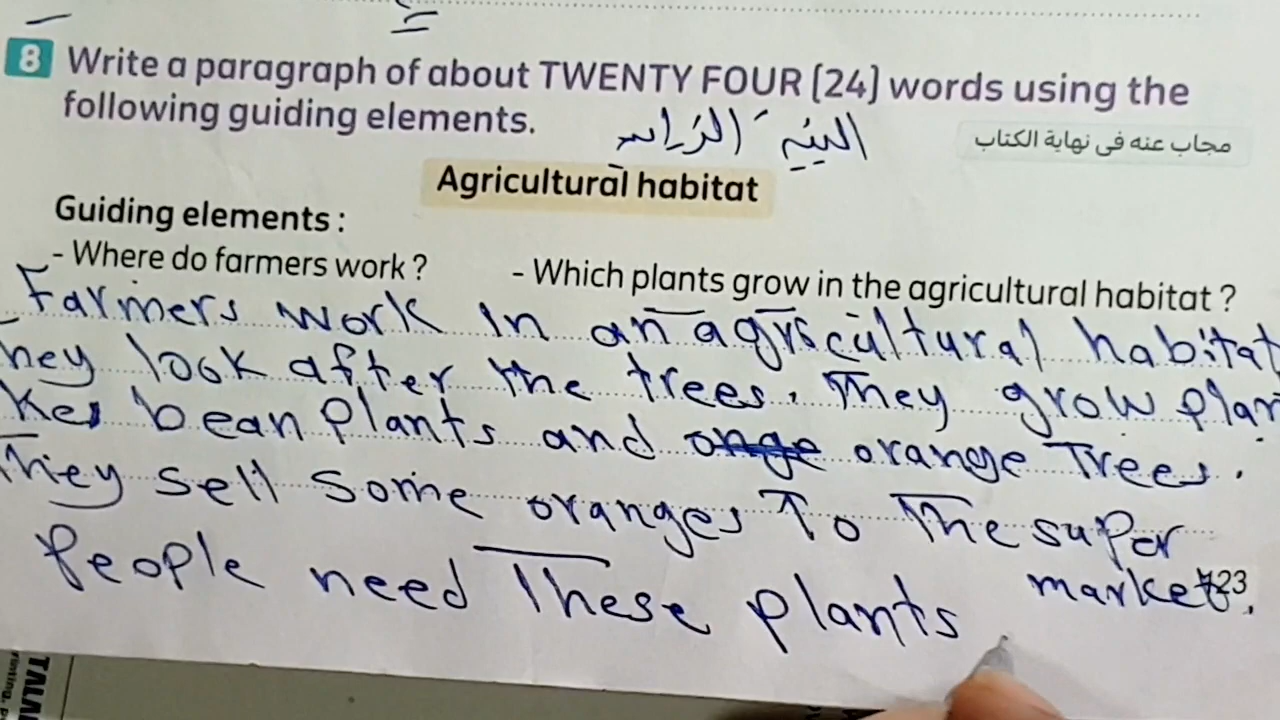 8 Write a paragraph of about TWENTY FOUR (24) words using the
following guiding elements.
البيئة الزراعية
مجاب عنه فى نهاية الكتاب
Agricultural habitat
Guiding elements :
- Where do farmers work ? - Which plants grow in the agricultural habitat ?
Farmers work in an agricultural habitat
hey look after the trees. They grow plan
kes bean plants and onge orange Trees.
They sell some oranges To The super
market.
123
people need These plants
TALA